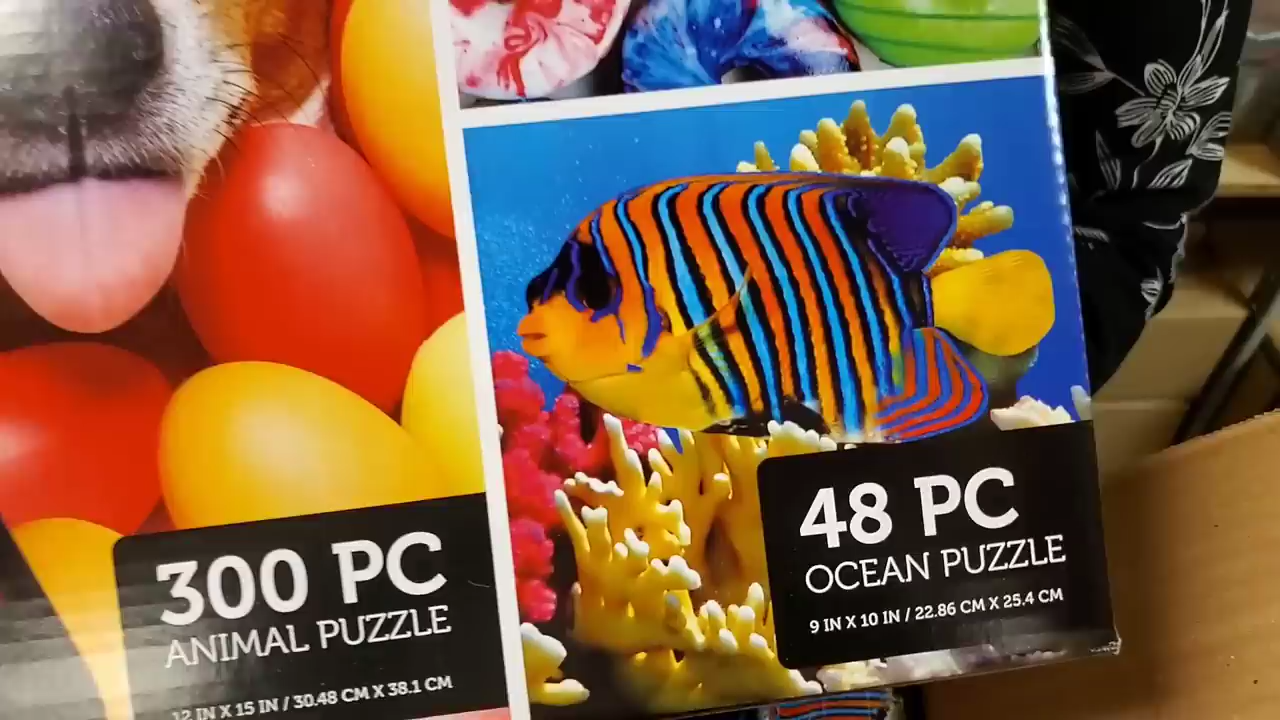 300 PC
ANIMAL PUZZLE
12 IN X 15 IN / 30.48 CM X 38.1 CM
48 PC
OCEAN PUZZLE
9 IN X 10 IN / 22.86 CM X 25.4 CM